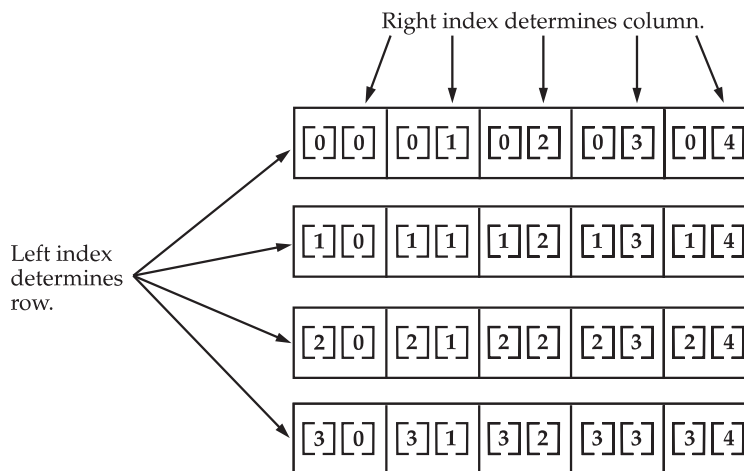 Right index determines column.
[0][0] [0][1] [0][2] [0][3] [0][4]
[1][0] [1][1] [1][2] [1][3] [1][4]
Left index
determines
row.
[2][0] [2][1] [2][2] [2][3] [2][4]
[3][0] [3][1] [3][2] [3][3] [3][4]